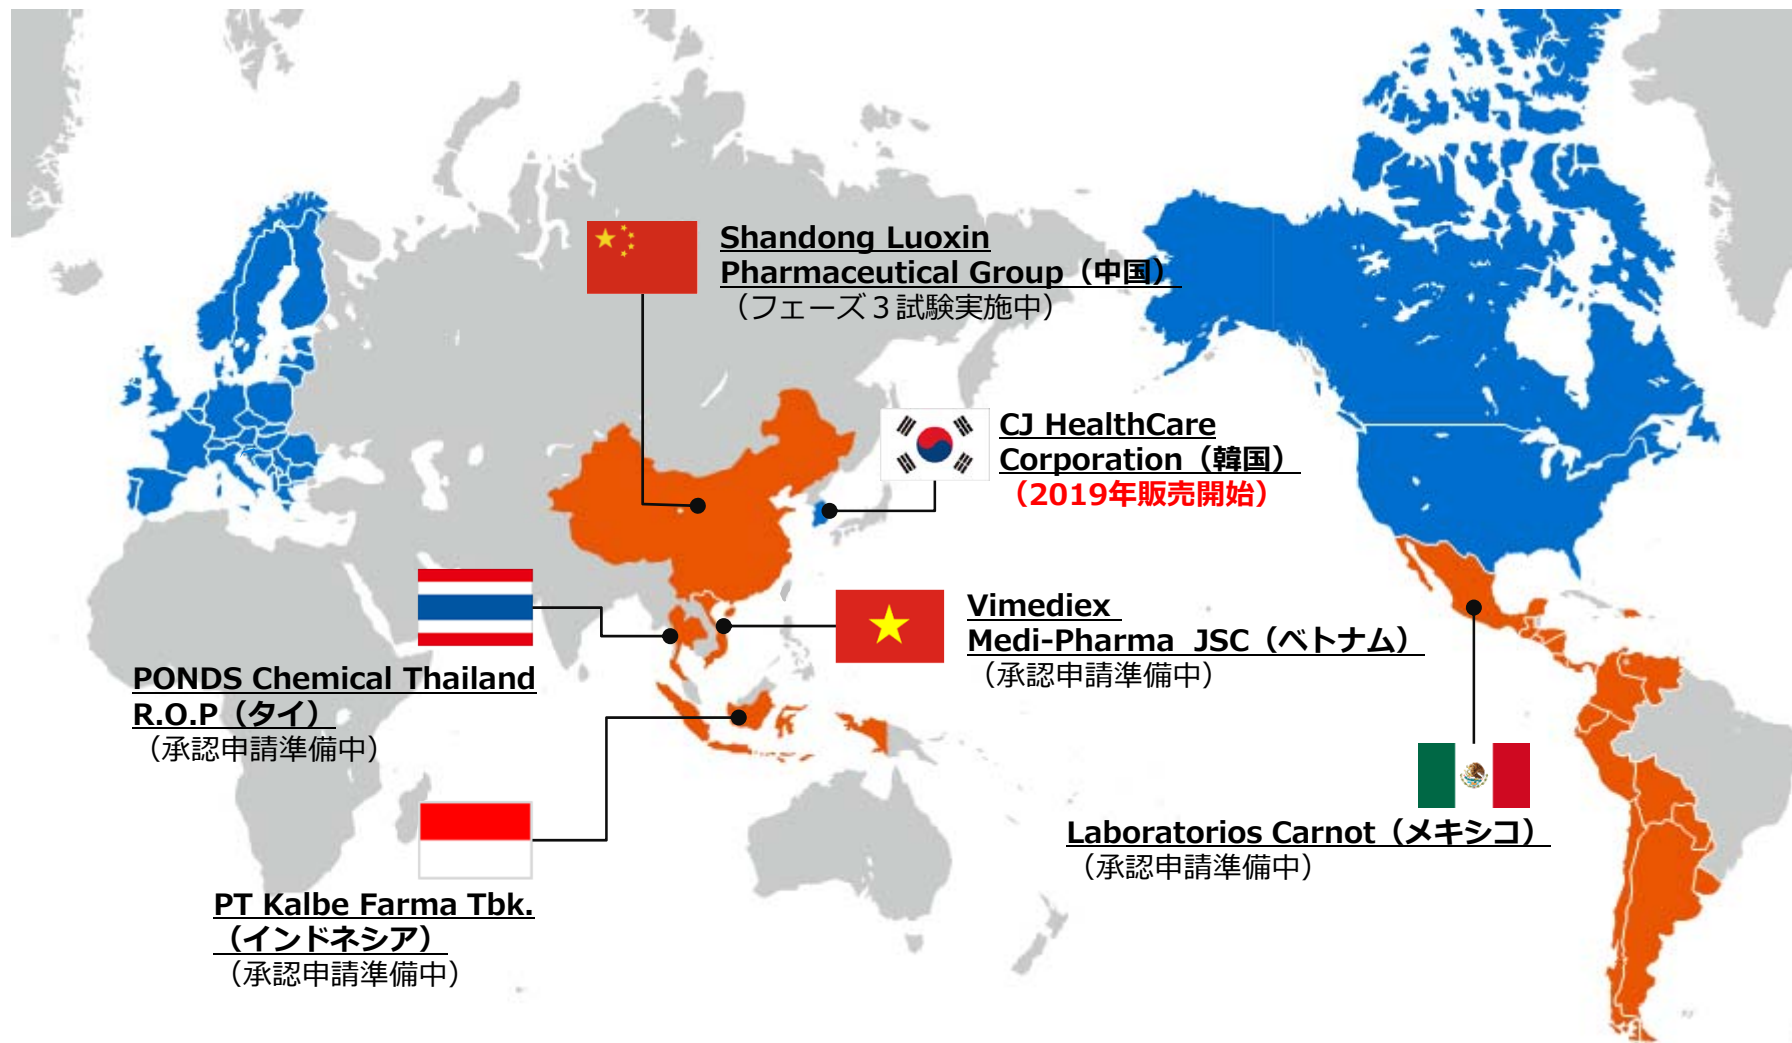 Shandong Luoxin
Pharmaceutical Group（中国）
（フェーズ３試験実施中）
CJ HealthCare
Corporation（韓国）
（2019年販売開始）
Vimediex
Medi-Pharma JSC（ベトナム）
（承認申請準備中）
PONDS Chemical Thailand
R.O.P（タイ）
（承認申請準備中）
Laboratorios Carnot（メキシコ）
（承認申請準備中）
PT Kalbe Farma Tbk.
（インドネシア）
（承認申請準備中）